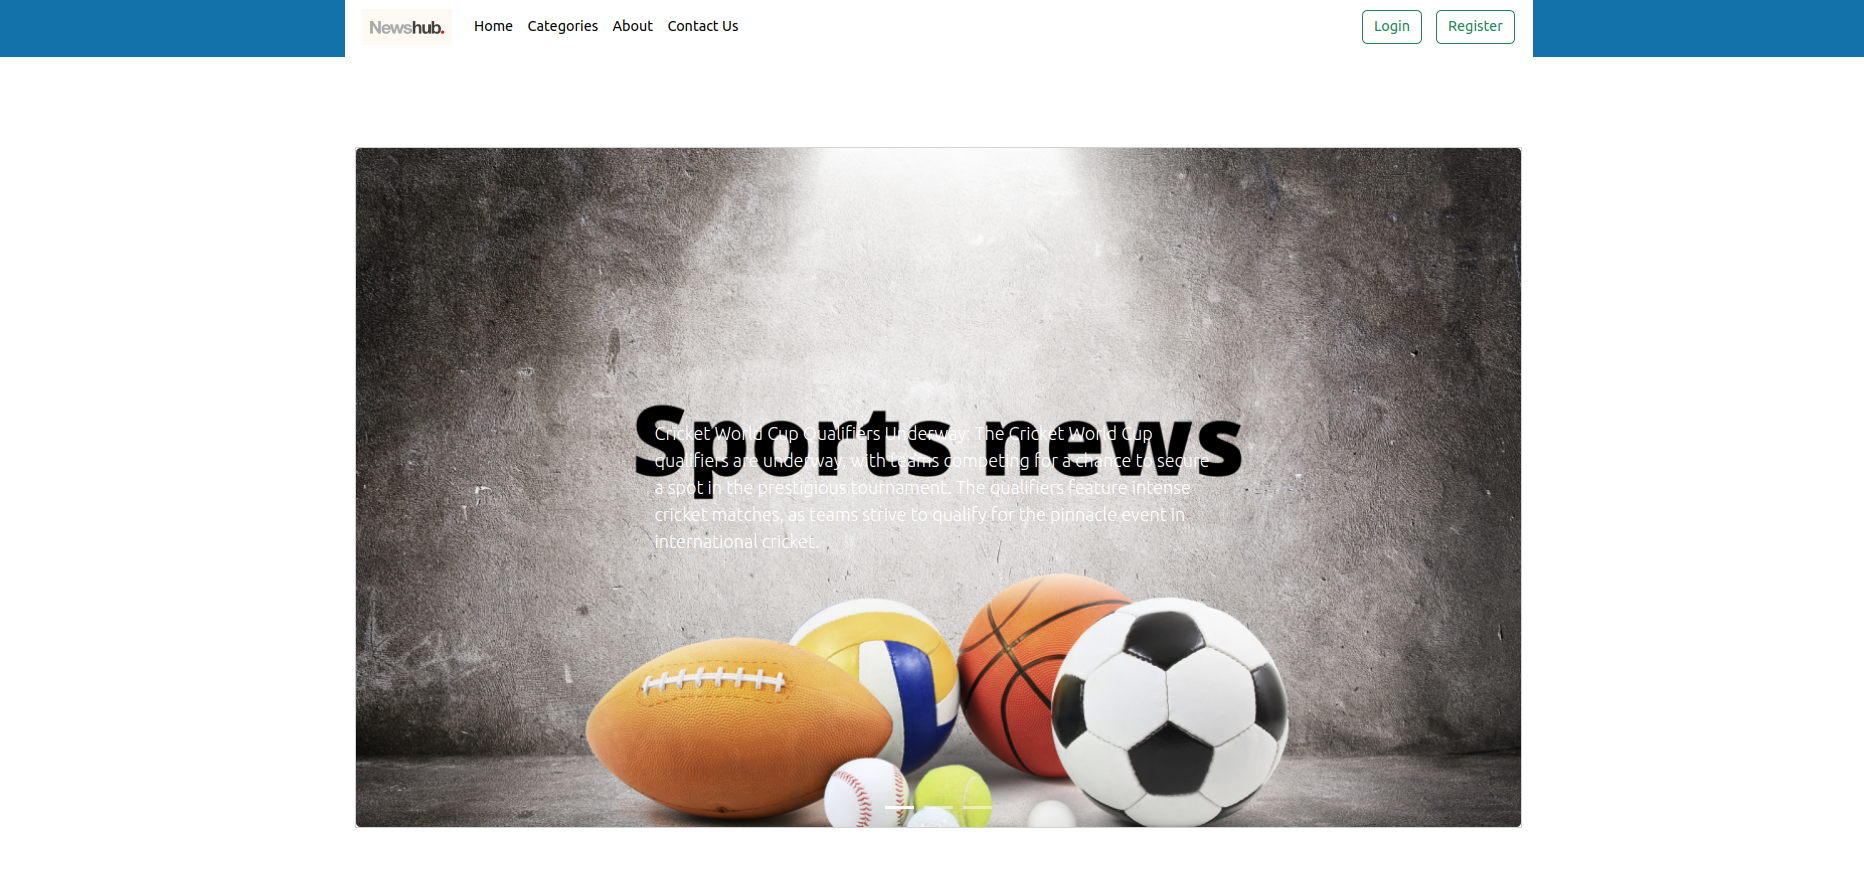 Newshub.
Home Categories About Contact Us
Login Register
Sports news
Cricket World Cup Qualifiers Underway: The Cricket World Cup
qualifiers are underway, with teams competing for a chance to secure
a spot in the prestigious tournament. The qualifiers feature intense
cricket matches, as teams strive to qualify for the pinnacle event in
international cricket.